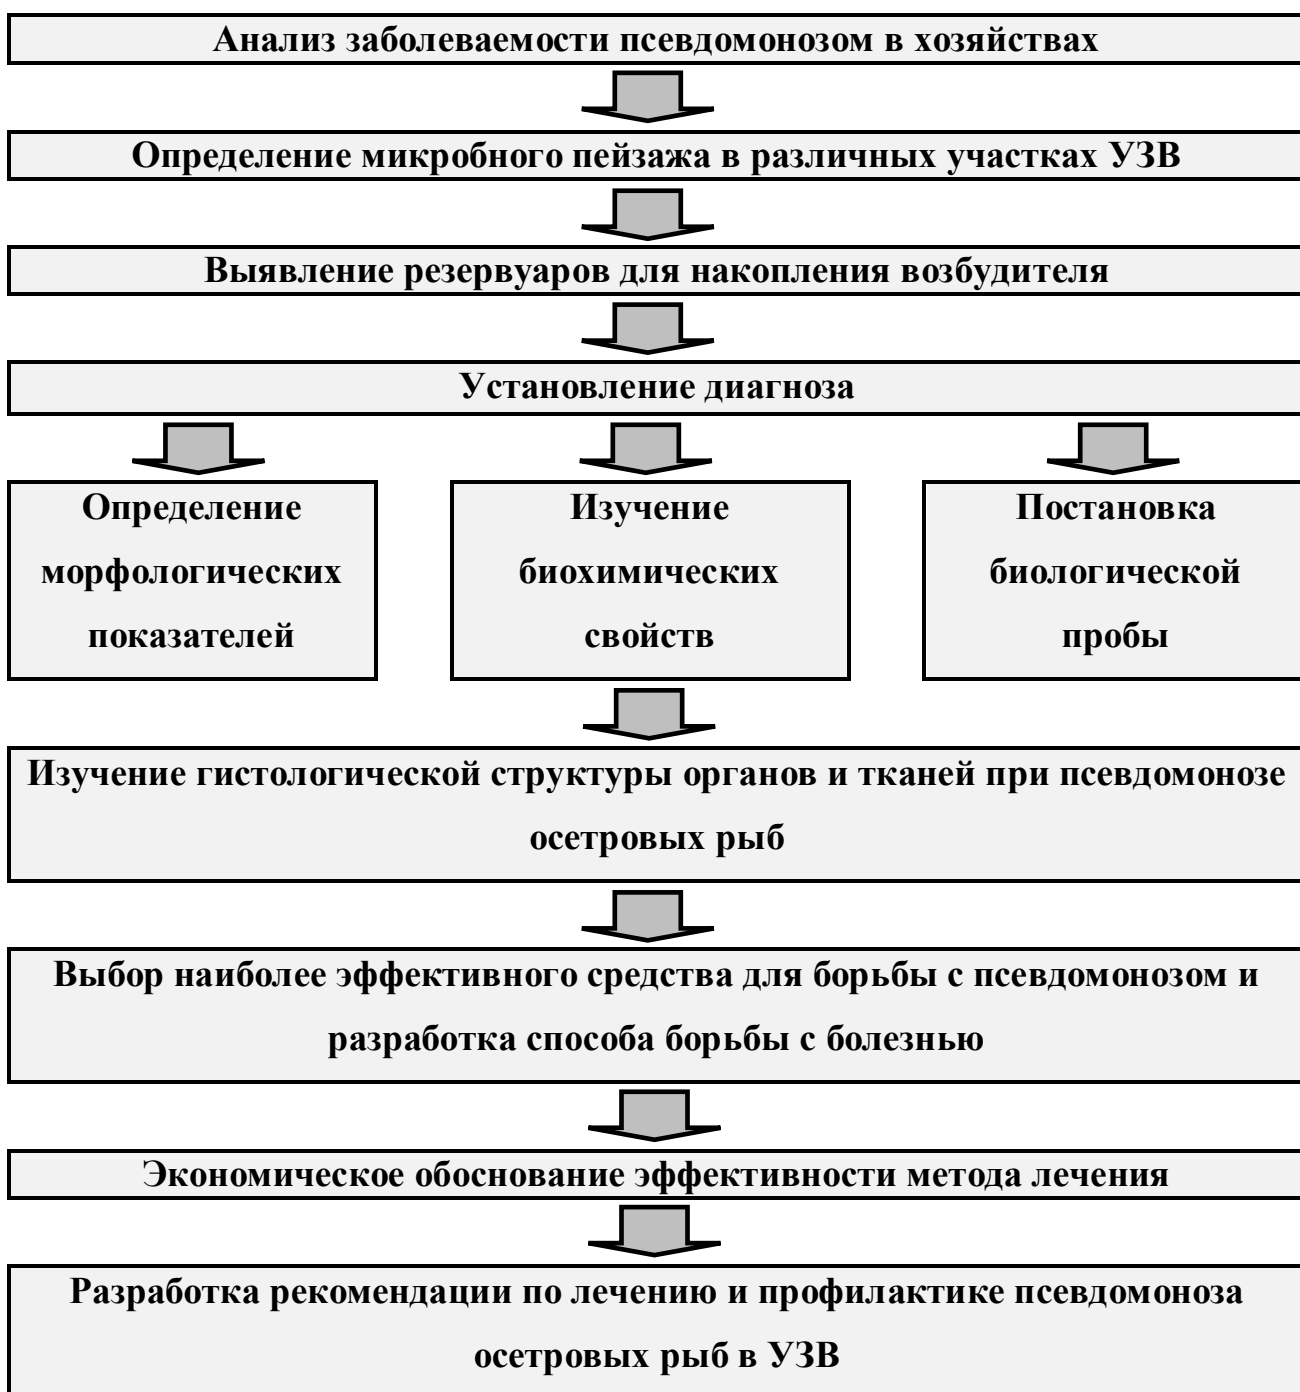 Анализ заболеваемости псевдомонозом в хозяйствах
Определение микробного пейзажа в различных участках УЗВ
Выявление резервуаров для накопления возбудителя
Установление диагноза
Определение
морфологических
показателей
Изучение
биохимических
свойств
Постановка
биологической
пробы
Изучение гистологической структуры органов и тканей при псевдомонозе
осетровых рыб
Выбор наиболее эффективного средства для борьбы с псевдомонозом и
разработка способа борьбы с болезнью
Экономическое обоснование эффективности метода лечения
Разработка рекомендации по лечению и профилактике псевдомоноза
осетровых рыб в УЗВ